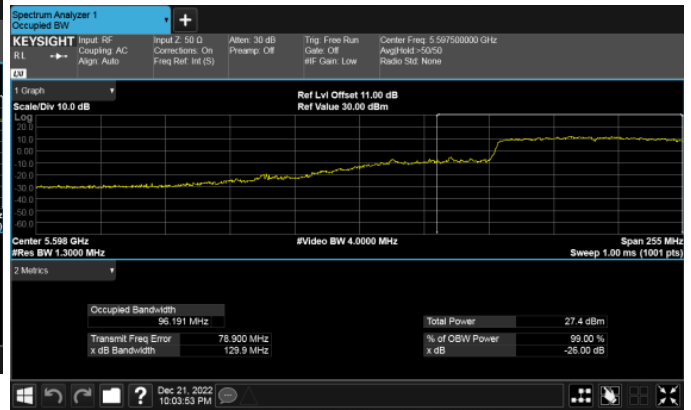 Spectrum Analyzer 1
Occupied BW
+
KEYSIGHT Input: RF Input Z: 50 Ω Atten: 30 dB Trig: Free Run Center Freq: 5.597500000 GHz
RL Coupling: AC Corrections: On Preamp: Off Gate: Off Avg|Hold:>50/50
Align: Auto Freq Ref: Int (S) #IF Gain: Low Radio Std: None
LXI
1 Graph
Ref Lvl Offset 11.00 dB
Scale/Div 10.0 dB Ref Value 30.00 dBm
Log
20.0
10.0
0.00
-10.0
-20.0
-30.0
-40.0
-50.0
-60.0
Center 5.598 GHz #Video BW 4.0000 MHz Span 255 MHz
#Res BW 1.3000 MHz Sweep 1.00 ms (1001 pts)
2 Metrics
Occupied Bandwidth
96.191 MHz Total Power 27.4 dBm
Transmit Freq Error 78.900 MHz % of OBW Power 99.00 %
x dB Bandwidth 129.9 MHz x dB -26.00 dB
? Dec 21, 2022
10:03:53 PM